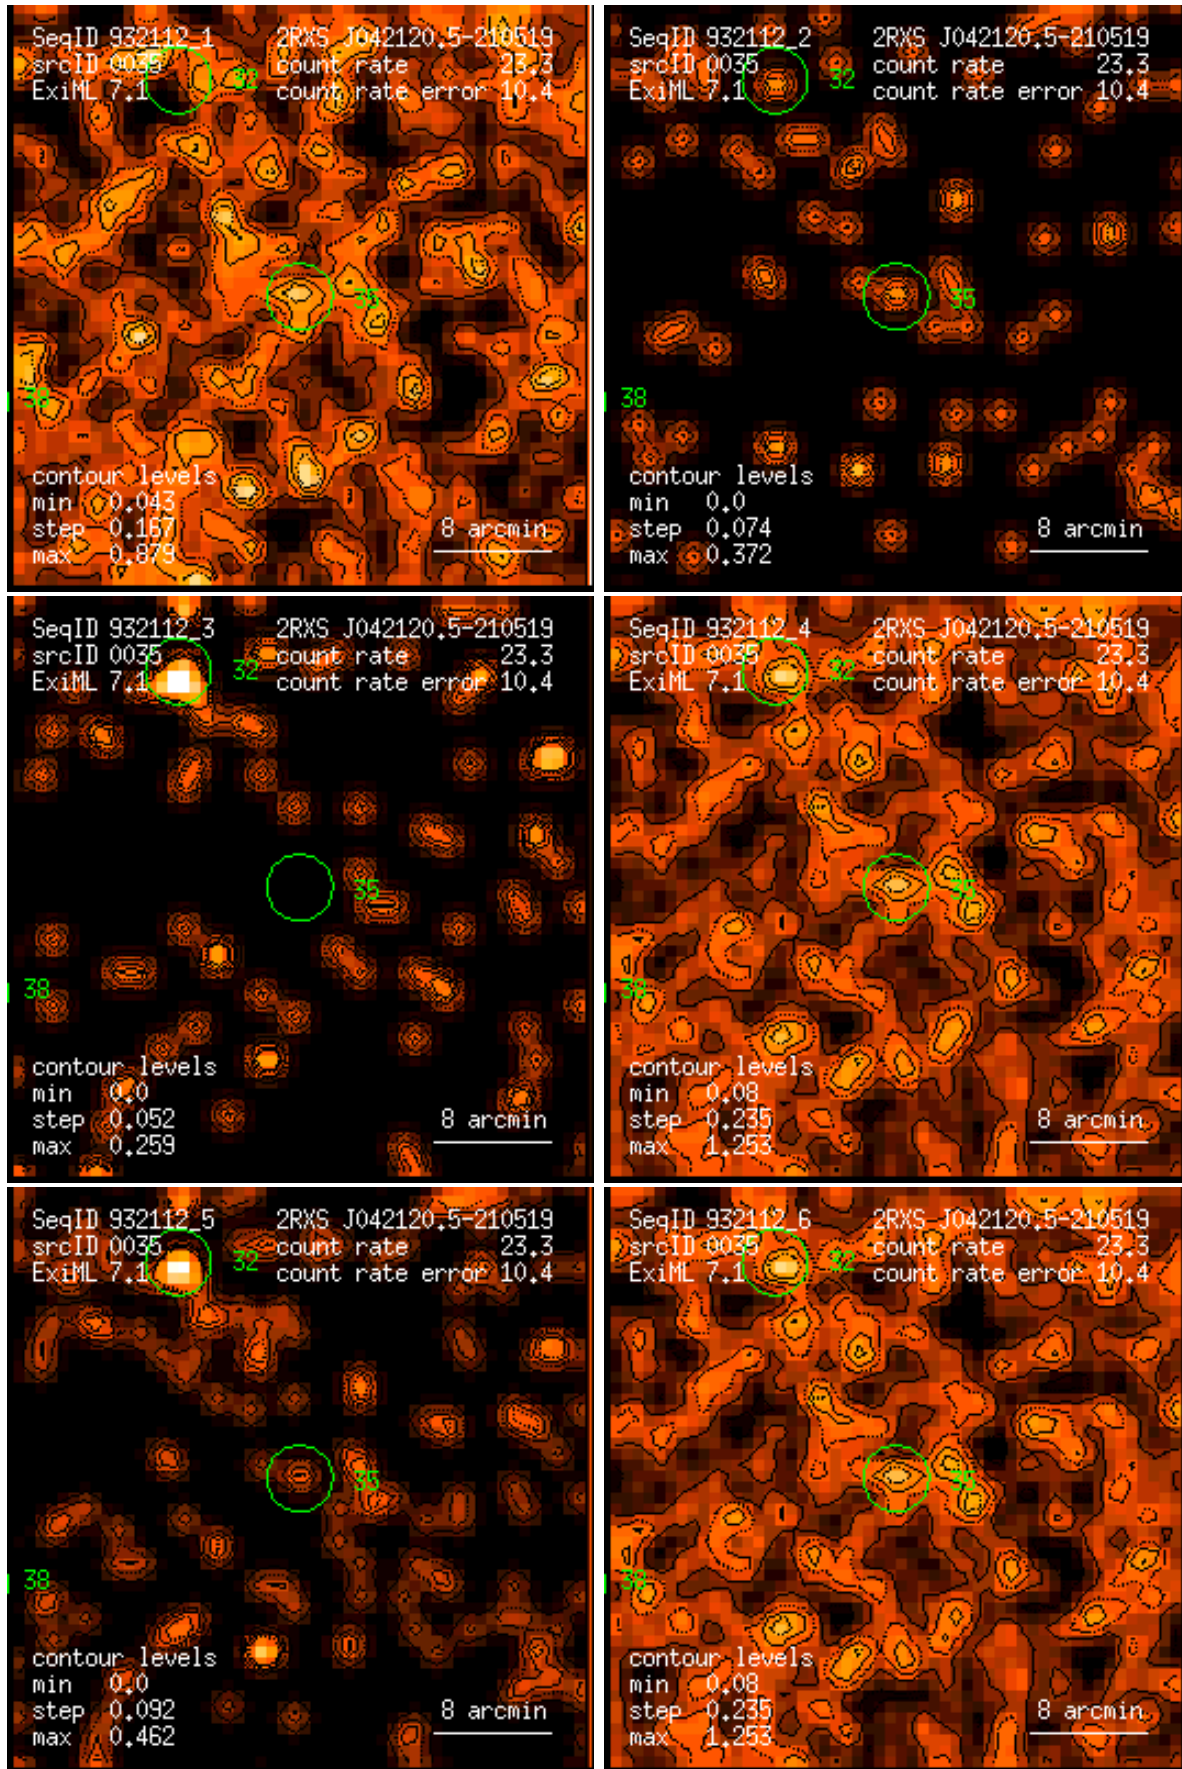 SeqID 932112_1 2RXS J042120.5-210519
srcID 0035 32 count rate 23.3
ExiML 7.1 count rate error 10.4
35
38
contour levels
min 0.043
step 0.167 8 arcmin
max 0.879
SeqID 932112_2 2RXS J042120.5-210519
srcID 0035 32 count rate 23.3
ExiML 7.1 count rate error 10.4
35
38
contour levels
min 0.0
step 0.074 8 arcmin
max 0.372
SeqID 932112_3 2RXS J042120.5-210519
srcID 0035 32 count rate 23.3
ExiML 7.1 count rate error 10.4
35
38
contour levels
min 0.0
step 0.052 8 arcmin
max 0.259
SeqID 932112_4 2RXS J042120.5-210519
srcID 0035 32 count rate 23.3
ExiML 7.1 count rate error 10.4
35
38
contour levels
min 0.08
step 0.235 8 arcmin
max 1.253
SeqID 932112_5 2RXS J042120.5-210519
srcID 0035 32 count rate 23.3
ExiML 7.1 count rate error 10.4
35
38
contour levels
min 0.0
step 0.092 8 arcmin
max 0.462
SeqID 932112_6 2RXS J042120.5-210519
srcID 0035 32 count rate 23.3
ExiML 7.1 count rate error 10.4
35
38
contour levels
min 0.08
step 0.235 8 arcmin
max 1.253